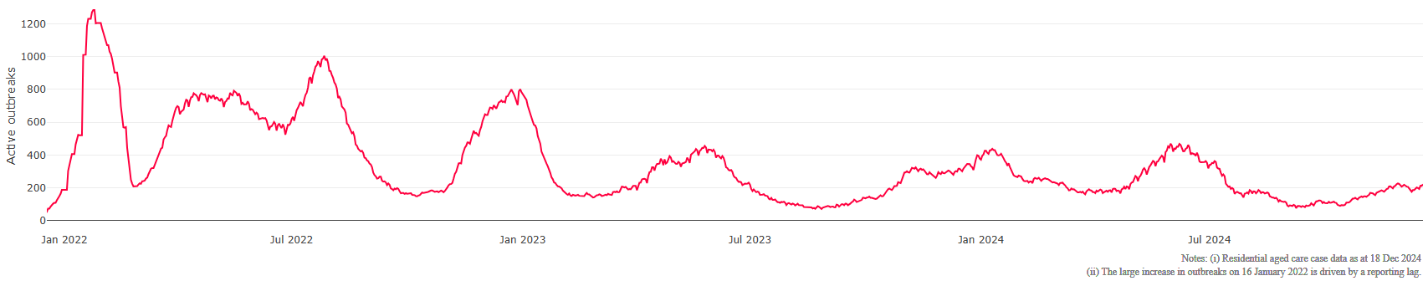 Active outbreaks
1200
1000
800
600
400
200
0
Jan 2022
Jul 2022
Jan 2023
Jul 2023
Jan 2024
Jul 2024
Notes: (i) Residential aged care case data as at 18 Dec 2024
(ii) The large increase in outbreaks on 16 January 2022 is driven by a reporting lag.